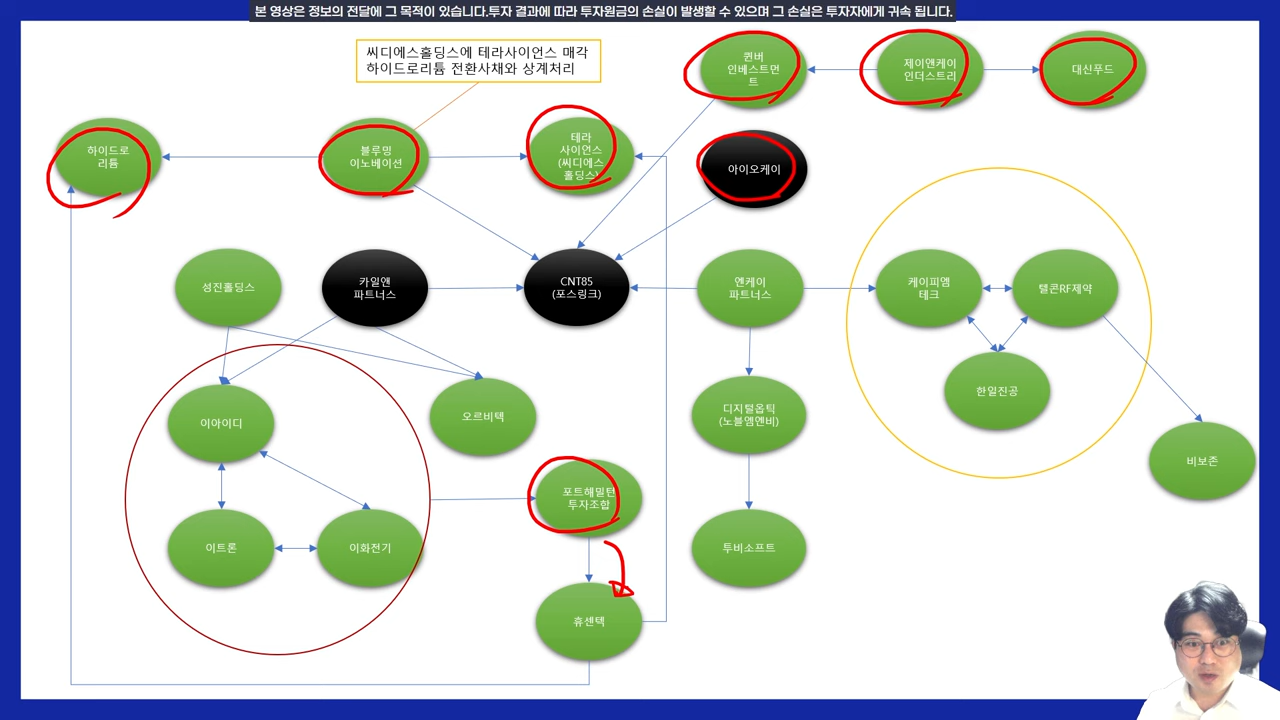 본 영상은 정보의 전달에 그 목적이 있습니다.투자 결과에 따라 투자원금의 손실이 발생할 수 있으며 그 손실은 투자자에게 귀속 됩니다.
씨디에스홀딩스에 테라사이언스 매각
하이드로리튬 전환사채와 상계처리
퀀버
인베스트먼
트
제이앤케이
인더스트리
대신푸드
하이드로
리튬
블루밍
이노베이션
테라
사이언스
(씨디에스
홀딩스)
아이오케이
성진홀딩스
카일앤
파트너스
CNT85
(포스링크)
엔케이
파트너스
케이피엠
테크
텔콘RF제약
한일진공
이아이디
오르비텍
디지털옵틱
(노블엠엔비)
비보존
포트해밀턴
투자조합
이트론
이화전기
투비소프트
휴센텍